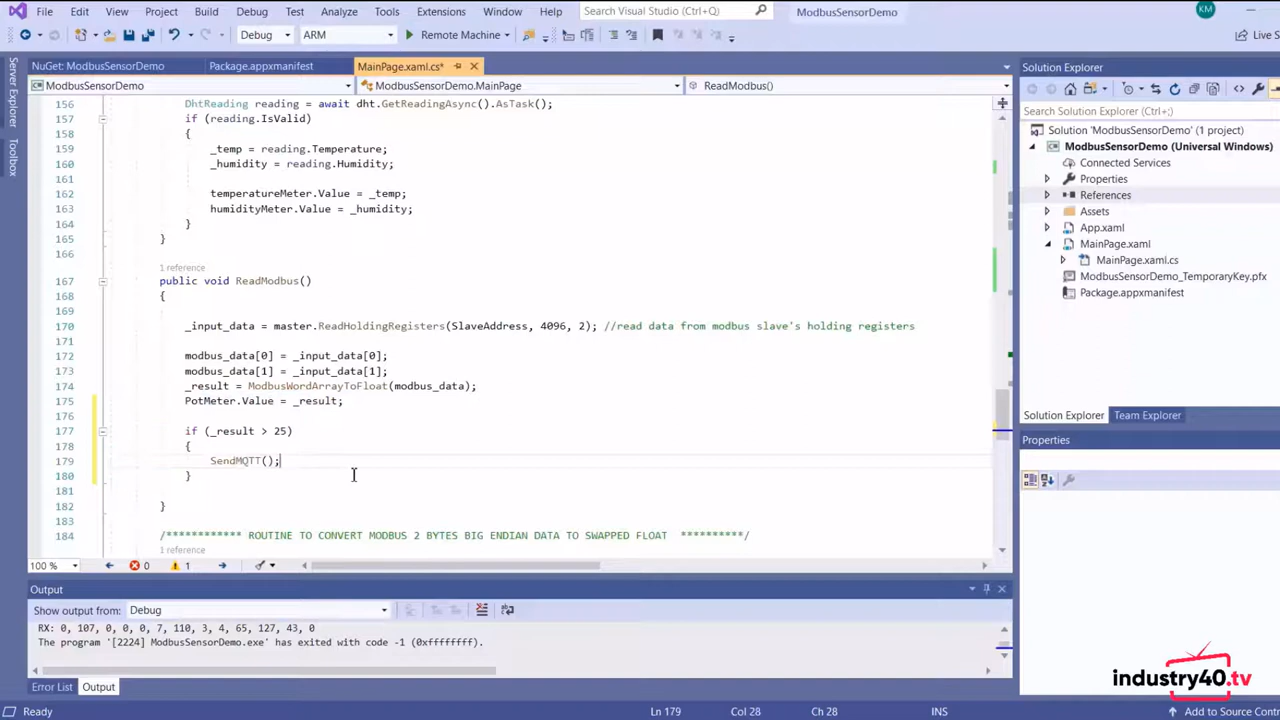 File Edit View Project Build Debug Test Analyze Tools Extensions Window Help Search Visual Studio (Ctrl+Q) ModbusSensorDemo KM
Debug ARM Remote Machine Live S
NuGet: ModbusSensorDemo Package.appxmanifest MainPage.xaml.cs*
ModbusSensorDemo ModbusSensorDemo.MainPage ReadModbus()
Server Explorer
Toolbox
156 DhtReading reading = await dht.GetReadingAsync().AsTask();
157 if (reading.IsValid)
158 {
159 _temp = reading.Temperature;
160 _humidity = reading.Humidity;
161
162 temperatureMeter.Value = _temp;
163 humidityMeter.Value = _humidity;
164 }
165 }
166
1 reference
167 public void ReadModbus()
168 {
169
170 _input_data = master.ReadHoldingRegisters(SlaveAddress, 4096, 2); //read data from modbus slave's holding registers
171
172 modbus_data[0] = _input_data[0];
173 modbus_data[1] = _input_data[1];
174 _result = ModbusWordArrayToFloat(modbus_data);
175 PotMeter.Value = _result;
176
177 if (_result > 25)
178 {
179 SendMQTT();
180 }
181
182 }
183
184 /************ ROUTINE TO CONVERT MODBUS 2 BYTES BIG ENDIAN DATA TO SWAPPED FLOAT **********/
1 reference
100 % 0 1
Output
Show output from: Debug
RX: 0, 107, 0, 0, 0, 7, 110, 3, 4, 65, 127, 43, 0
The program '[2224] ModbusSensorDemo.exe' has exited with code -1 (0xffffffff).
Error List Output
Solution Explorer
Search Solution Explorer (Ctrl+;)
Solution 'ModbusSensorDemo' (1 project)
ModbusSensorDemo (Universal Windows)
Connected Services
Properties
References
Assets
App.xaml
MainPage.xaml
MainPage.xaml.cs
ModbusSensorDemo_TemporaryKey.pfx
Package.appxmanifest
Solution Explorer Team Explorer
Properties
industry40.tv
Ready Ln 179 Col 28 Ch 28 INS Add to Source Contr